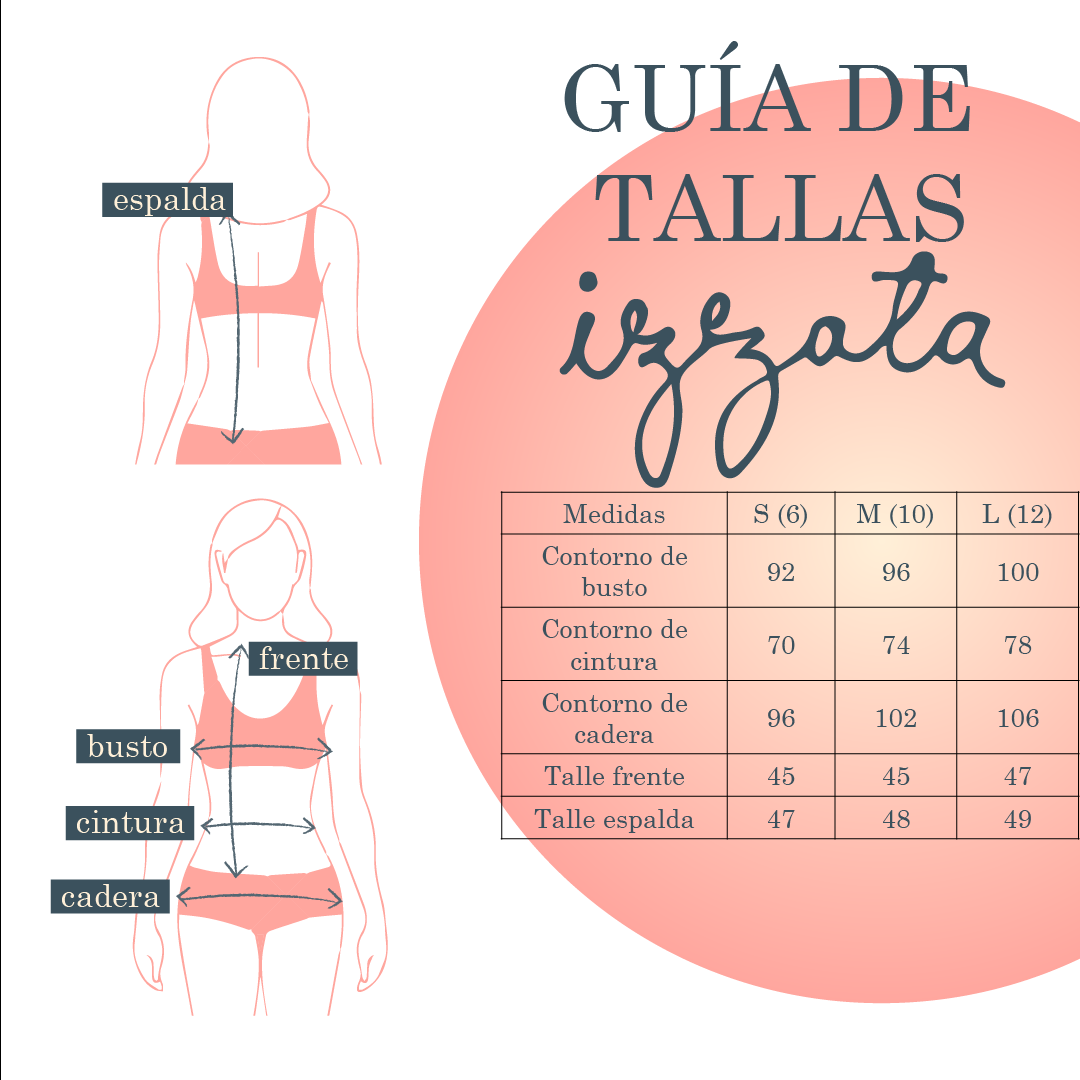 GUÍA DE
TALLAS
izzata
espalda
frente
busto
cintura
cadera
Medidas S (6) M (10) L (12)
Contorno de
busto 92 96 100
Contorno de
cintura 70 74 78
Contorno de
cadera 96 102 106
Talle frente 45 45 47
Talle espalda 47 48 49